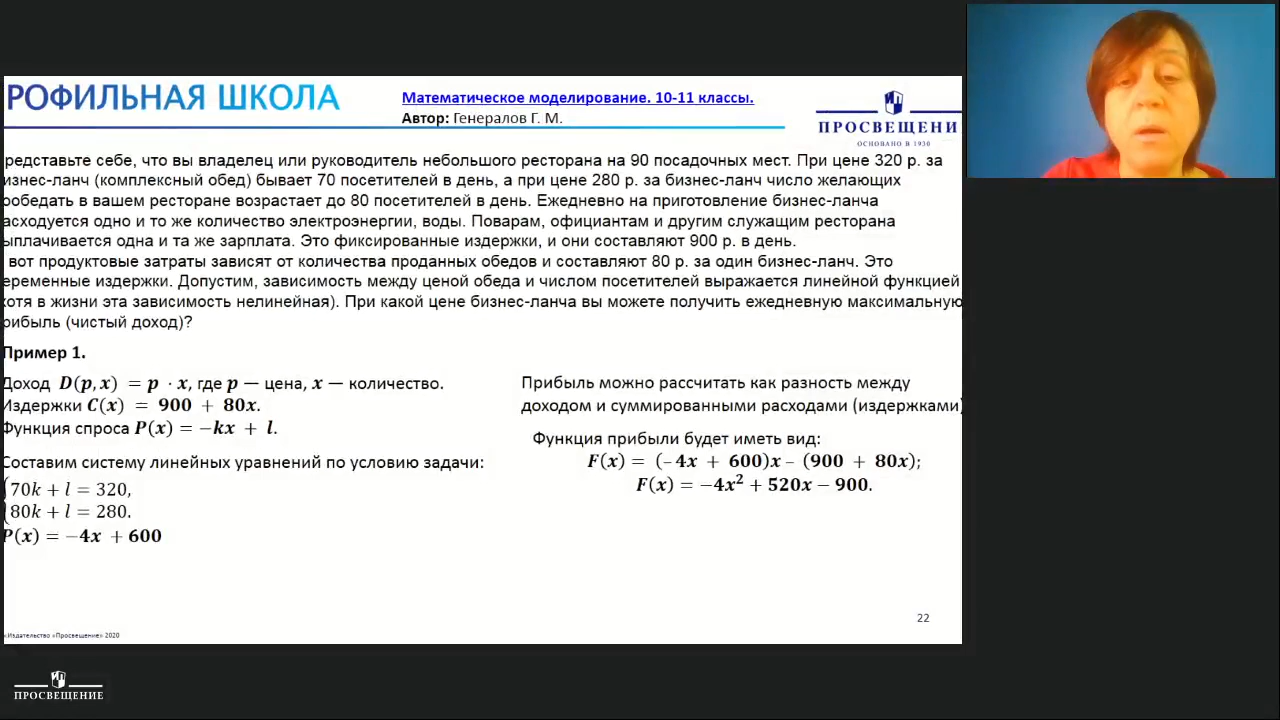 РОФИЛЬНАЯ ШКОЛА
Математическое моделирование. 10-11 классы.
Автор: Генералов Г. М.
ПРОСВЕЩЕНИ
ОСНОВАНО В 1930
редставьте себе, что вы владелец или руководитель небольшого ресторана на 90 посадочных мест. При цене 320 р. за
изнес-ланч (комплексный обед) бывает 70 посетителей в день, а при цене 280 р. за бизнес-ланч число желающих
ообедать в вашем ресторане возрастает до 80 посетителей в день. Ежедневно на приготовление бизнес-ланча
асходуется одно и то же количество электроэнергии, воды. Поварам, официантам и другим служащим ресторана
ыплачивается одна и та же зарплата. Это фиксированные издержки, и они составляют 900 р. в день.
вот продуктовые затраты зависят от количества проданных обедов и составляют 80 р. за один бизнес-ланч. Это
еременные издержки. Допустим, зависимость между ценой обеда и числом посетителей выражается линейной функцией
хотя в жизни эта зависимость нелинейная). При какой цене бизнес-ланча вы можете получить ежедневную максимальную
рибыль (чистый доход)?
Пример 1.
Доход D(p, x) = p · x, где p — цена, x — количество.
Издержки C(x) = 900 + 80x.
Функция спроса P(x) = −kx + l.
Составим систему линейных уравнений по условию задачи:
{70k + l = 320,
{80k + l = 280.
P(x) = −4x + 600
Прибыль можно рассчитать как разность между
доходом и суммированными расходами (издержками)
Функция прибыли будет иметь вид:
F(x) = (– 4x + 600)x – (900 + 80x);
F(x) = −4x² + 520x − 900.
22
«Издательство «Просвещение» 2020
ПРОСВЕЩЕНИЕ